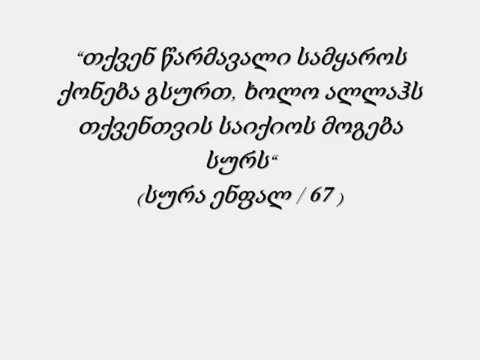 “თქვენ წარმავალი სამყაროს
ქონება გსურთ, ხოლო ალლაჰს
თქვენთვის საიქიოს მოგება
სურს“
(სურა ენფალ / 67 )